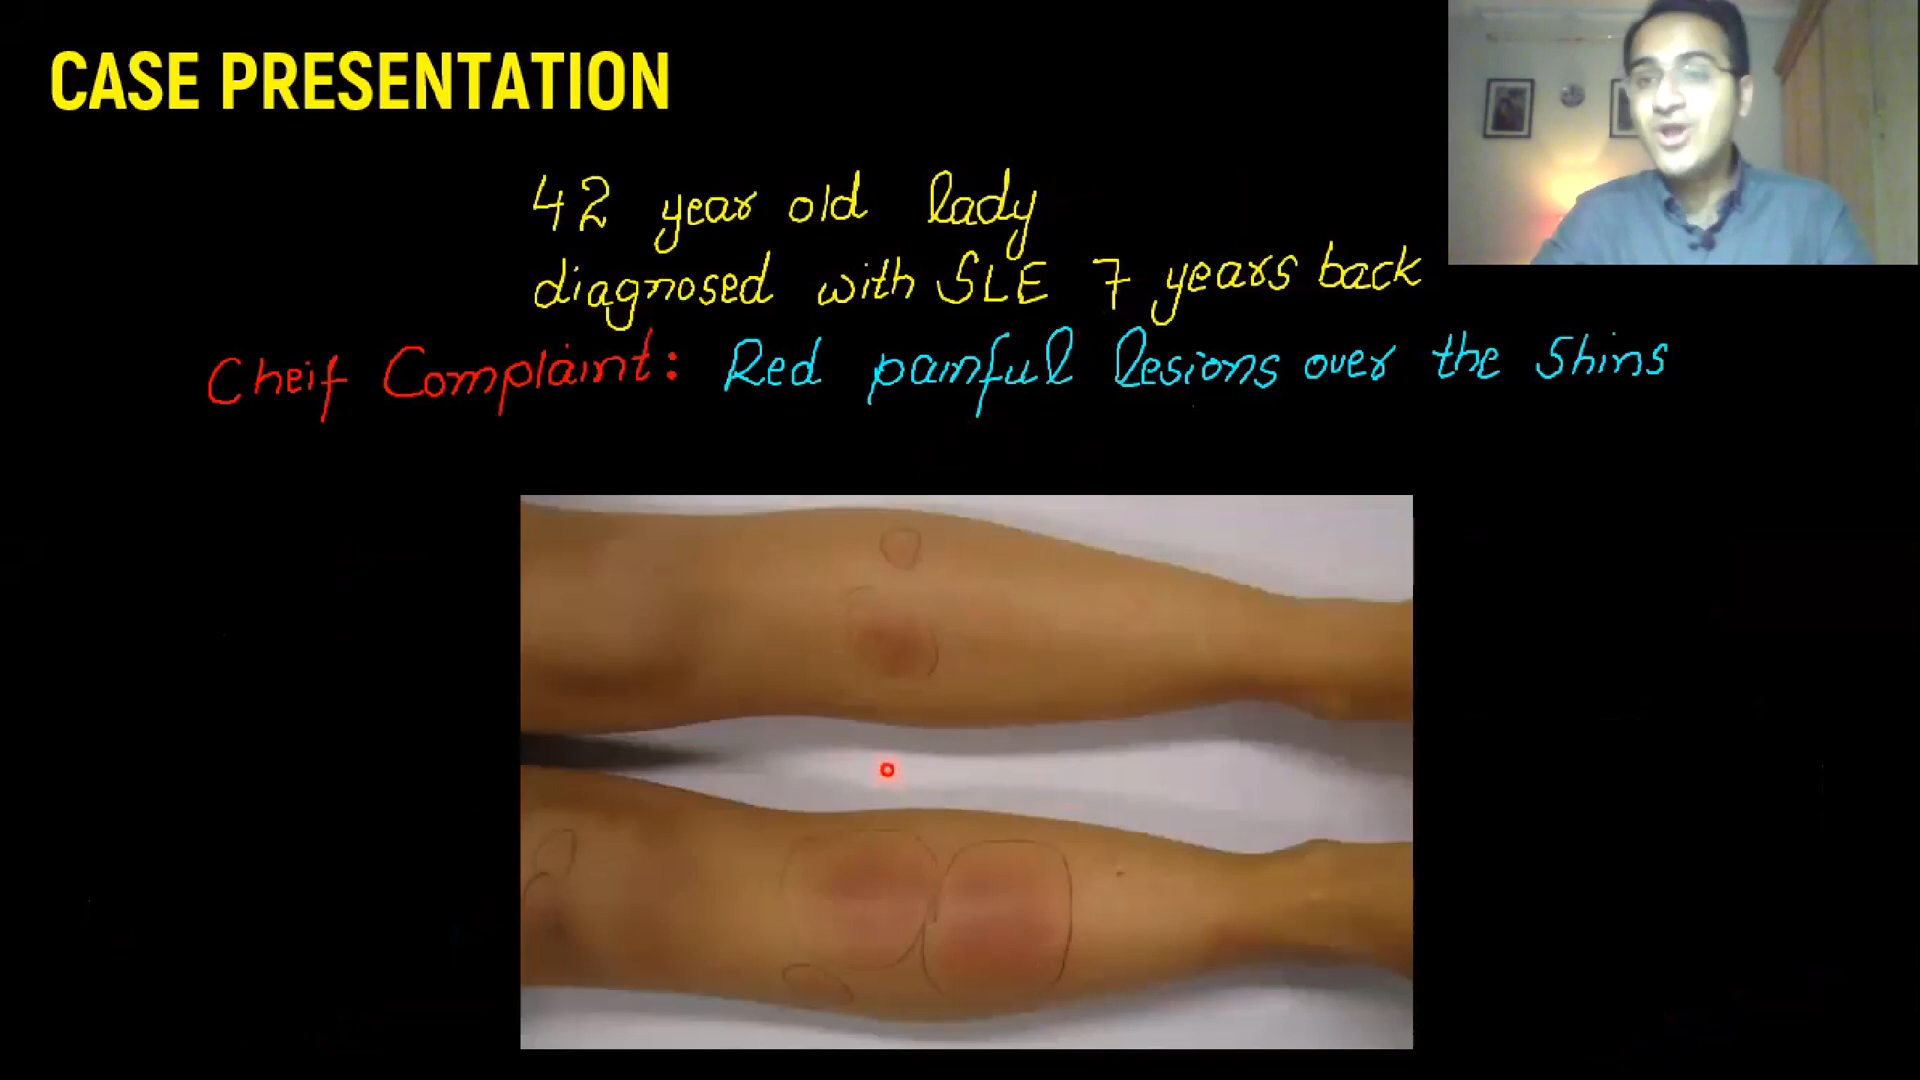 CASE PRESENTATION
42 year old lady
diagnosed with SLE 7 years back
Cheif Complaint: Red painful lesions over the Shins